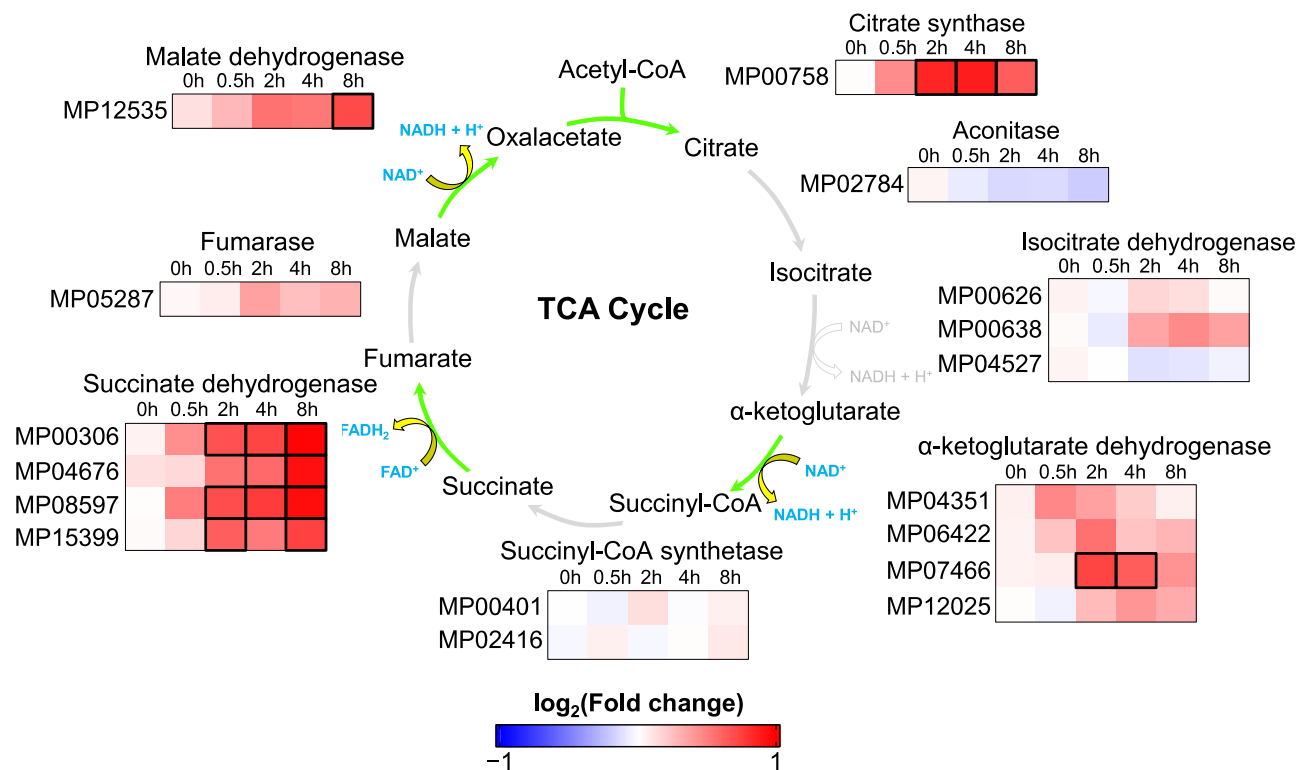 Citrate synthase
0h 0.5h 2h 4h 8h
MP00758
Malate dehydrogenase
0h 0.5h 2h 4h 8h
MP12535
Acetyl-CoA
NADH + H⁺
Oxalacetate
NAD⁺
Citrate
Aconitase
0h 0.5h 2h 4h 8h
MP02784
Malate
Fumarase
0h 0.5h 2h 4h 8h
MP05287
Isocitrate
Isocitrate dehydrogenase
0h 0.5h 2h 4h 8h
MP00626
MP00638
MP04527
TCA Cycle
NAD⁺
NADH + H⁺
Fumarate
Succinate dehydrogenase
0h 0.5h 2h 4h 8h
MP00306
MP04676
MP08597
MP15399
FADH₂
FAD⁺
Succinate
α-ketoglutarate
NAD⁺
NADH + H⁺
Succinyl-CoA
α-ketoglutarate dehydrogenase
0h 0.5h 2h 4h 8h
MP04351
MP06422
MP07466
MP12025
Succinyl-CoA synthetase
0h 0.5h 2h 4h 8h
MP00401
MP02416
log₂(Fold change)
−1 1